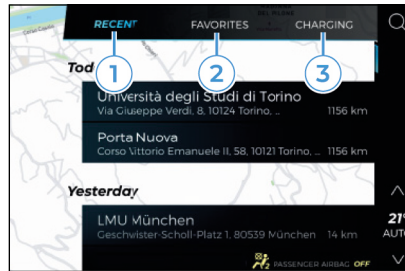 RECENT FAVORITES CHARGING
1 2 3
Tod
Università degli Studi di Torino
Via Giuseppe Verdi, 8, 10124 Torino, .. 1156 km
Porta Nuova
Corso Vittorio Emanuele II, 58, 10121 Torino, .. 1156 km
Yesterday
LMU München
Geschwister-Scholl-Platz 1, 80539 München 14 km
21°
AUTO
PASSENGER AIRBAG OFF